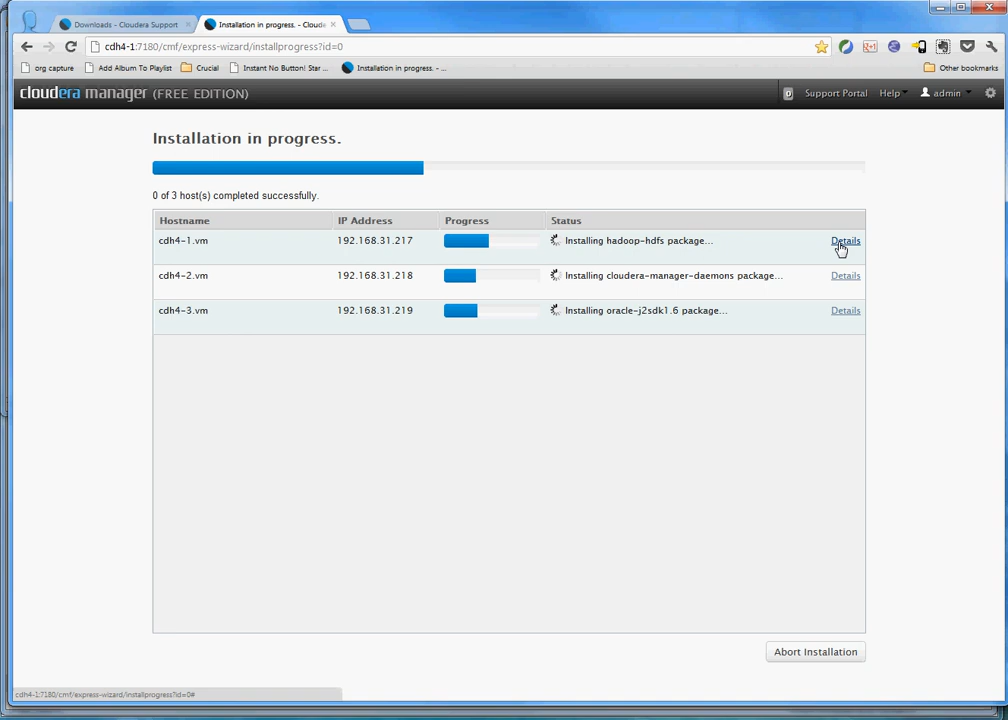 Downloads - Cloudera Support
Installation in progress. - Cloude
cdh4-1:7180/cmf/express-wizard/installprogress?id=0
org capture
Add Album To Playlist
Crucial
Instant No Button! Star ...
Installation in progress. - ...
Other bookmarks
cloudera manager (FREE EDITION)
Support Portal
Help
admin
Installation in progress.
0 of 3 host(s) completed successfully.
Hostname IP Address Progress Status
cdh4-1.vm 192.168.31.217 Installing hadoop-hdfs package... Details
cdh4-2.vm 192.168.31.218 Installing cloudera-manager-daemons package... Details
cdh4-3.vm 192.168.31.219 Installing oracle-j2sdk1.6 package... Details
Abort Installation
cdh4-1:7180/cmf/express-wizard/installprogress?id=0#